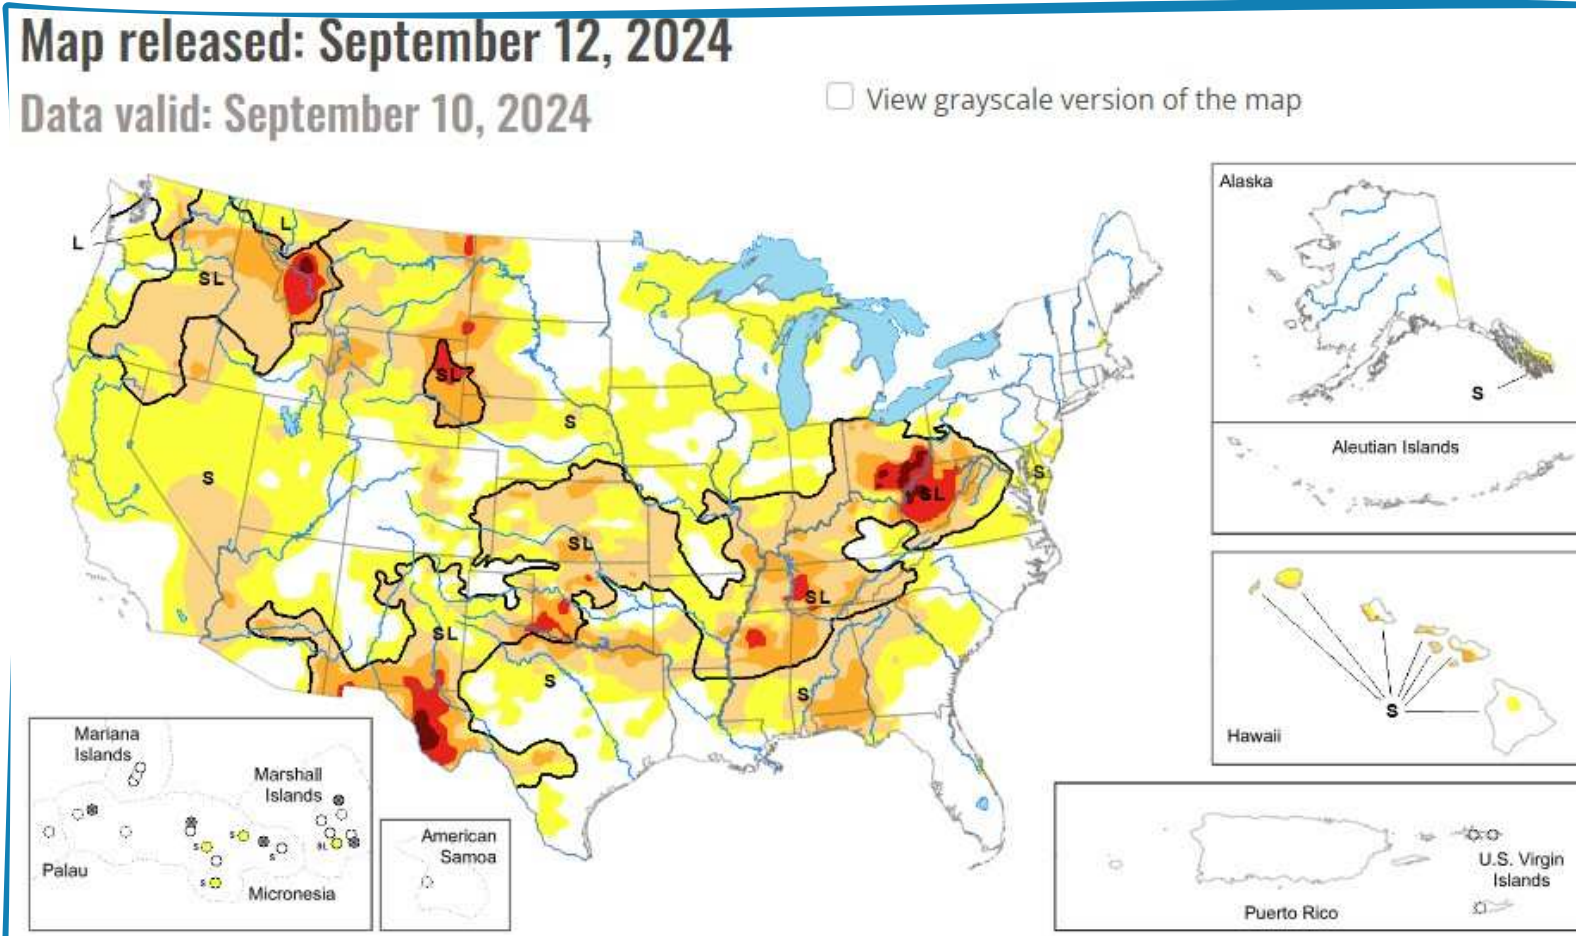 Map released: September 12, 2024
Data valid: September 10, 2024
View grayscale version of the map
Alaska
L
L
SL
S
Aleutian Islands
SL
S
S
S
SL
SL
SL
SL
S
S
S
Hawaii
Mariana
Islands
Marshall
Islands
Palau
Micronesia
S
S
S
S
American
Samoa
U.S. Virgin
Islands
Puerto Rico